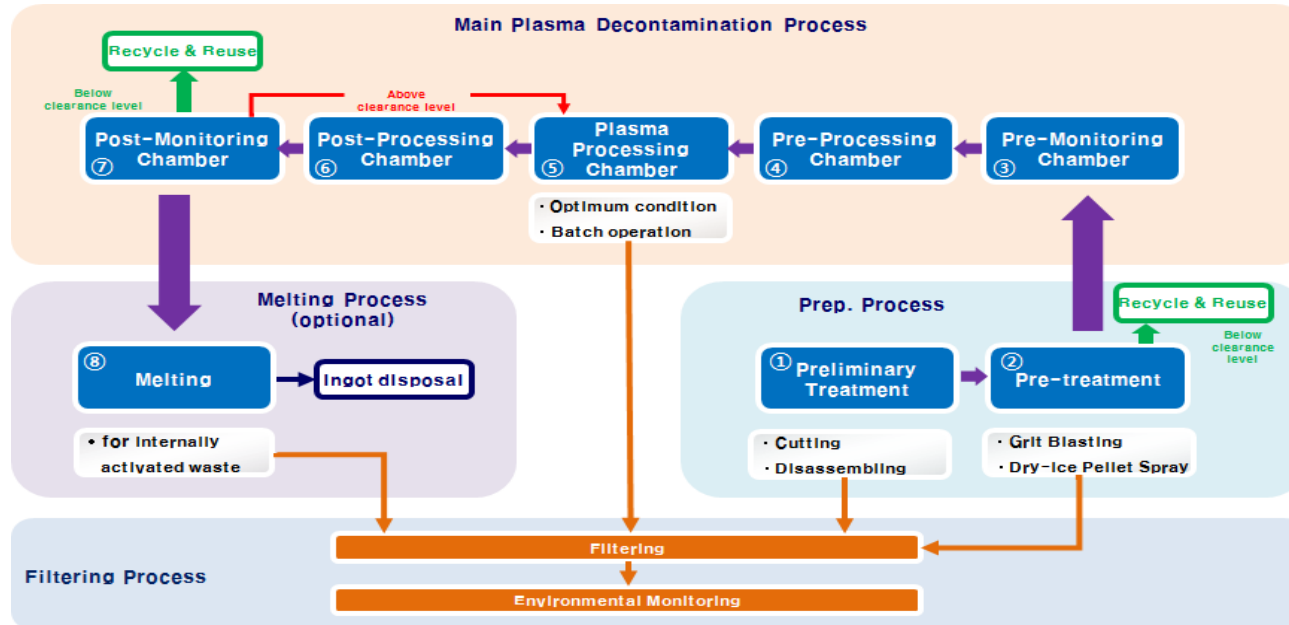 Main Plasma Decontamination Process
Recycle & Reuse
Below
clearance level
Above
clearance level
Post-Monitoring
Chamber
⑦
Post-Processing
Chamber
⑥
Plasma
Processing
Chamber
⑤
Pre-Processing
Chamber
④
Pre-Monitoring
Chamber
③
· Optimum condition
· Batch operation
Melting Process
(optional)
⑧
Melting
Ingot disposal
• for Internally
activated waste
Prep. Process
Recycle & Reuse
Below
clearance
level
①
Preliminary
Treatment
②
Pre-treatment
· Cutting
· Disassembling
· Grit Blasting
· Dry-Ice Pellet Spray
Filtering Process
Filtering
Environmental Monitoring